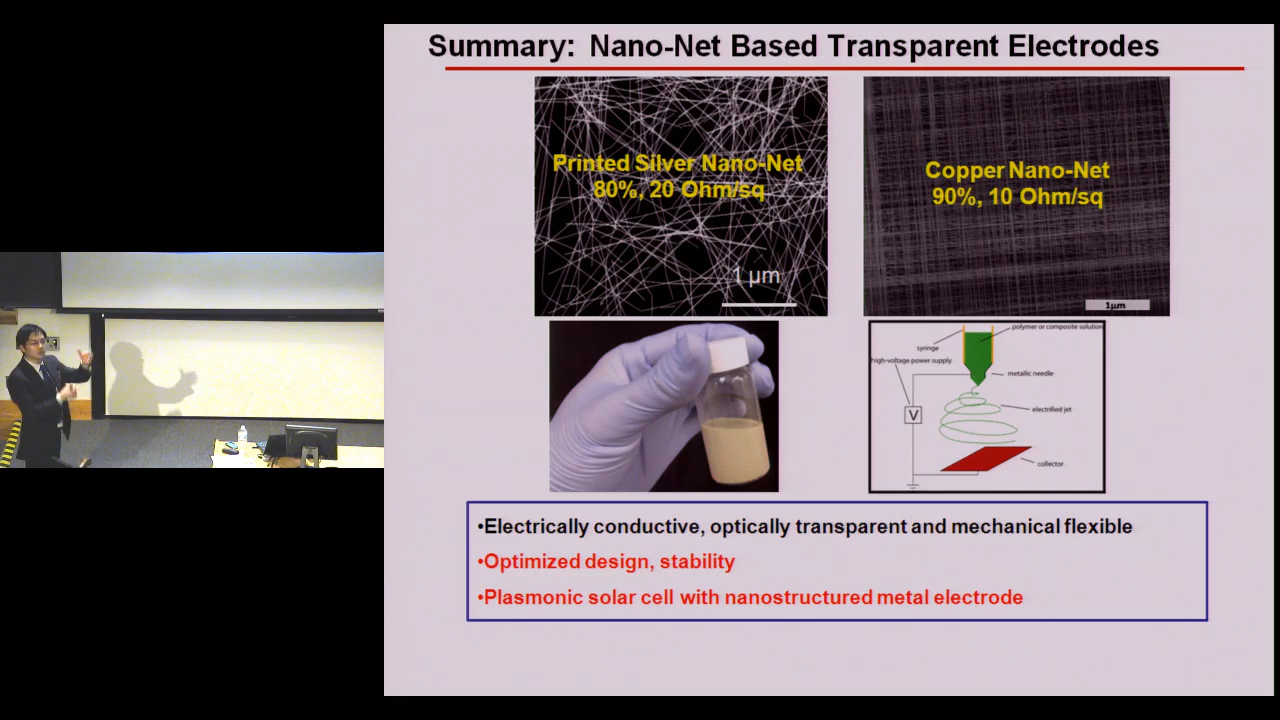 Summary: Nano-Net Based Transparent Electrodes
Printed Silver Nano-Net
80%, 20 Ohm/sq
1 μm
Copper Nano-Net
90%, 10 Ohm/sq
1μm
polymer or composite solution
syringe
high-voltage power supply
metallic needle
V
electrified jet
collector
•Electrically conductive, optically transparent and mechanical flexible
•Optimized design, stability
•Plasmonic solar cell with nanostructured metal electrode